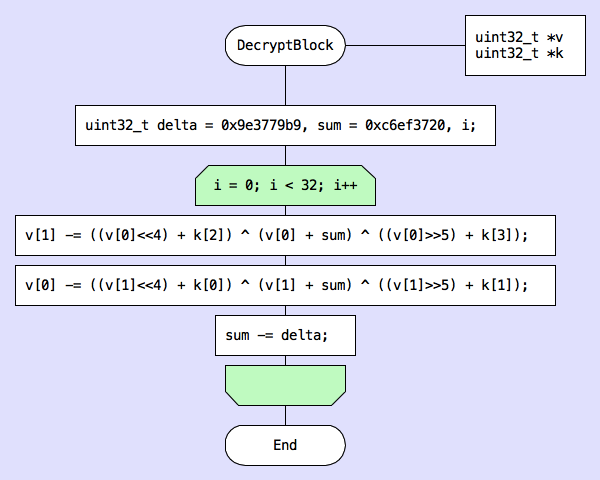 DecryptBlock
uint32_t *v
uint32_t *k
uint32_t delta = 0x9e3779b9, sum = 0xc6ef3720, i;
i = 0; i < 32; i++
v[1] -= ((v[0]<<4) + k[2]) ^ (v[0] + sum) ^ ((v[0]>>5) + k[3]);
v[0] -= ((v[1]<<4) + k[0]) ^ (v[1] + sum) ^ ((v[1]>>5) + k[1]);
sum -= delta;
End